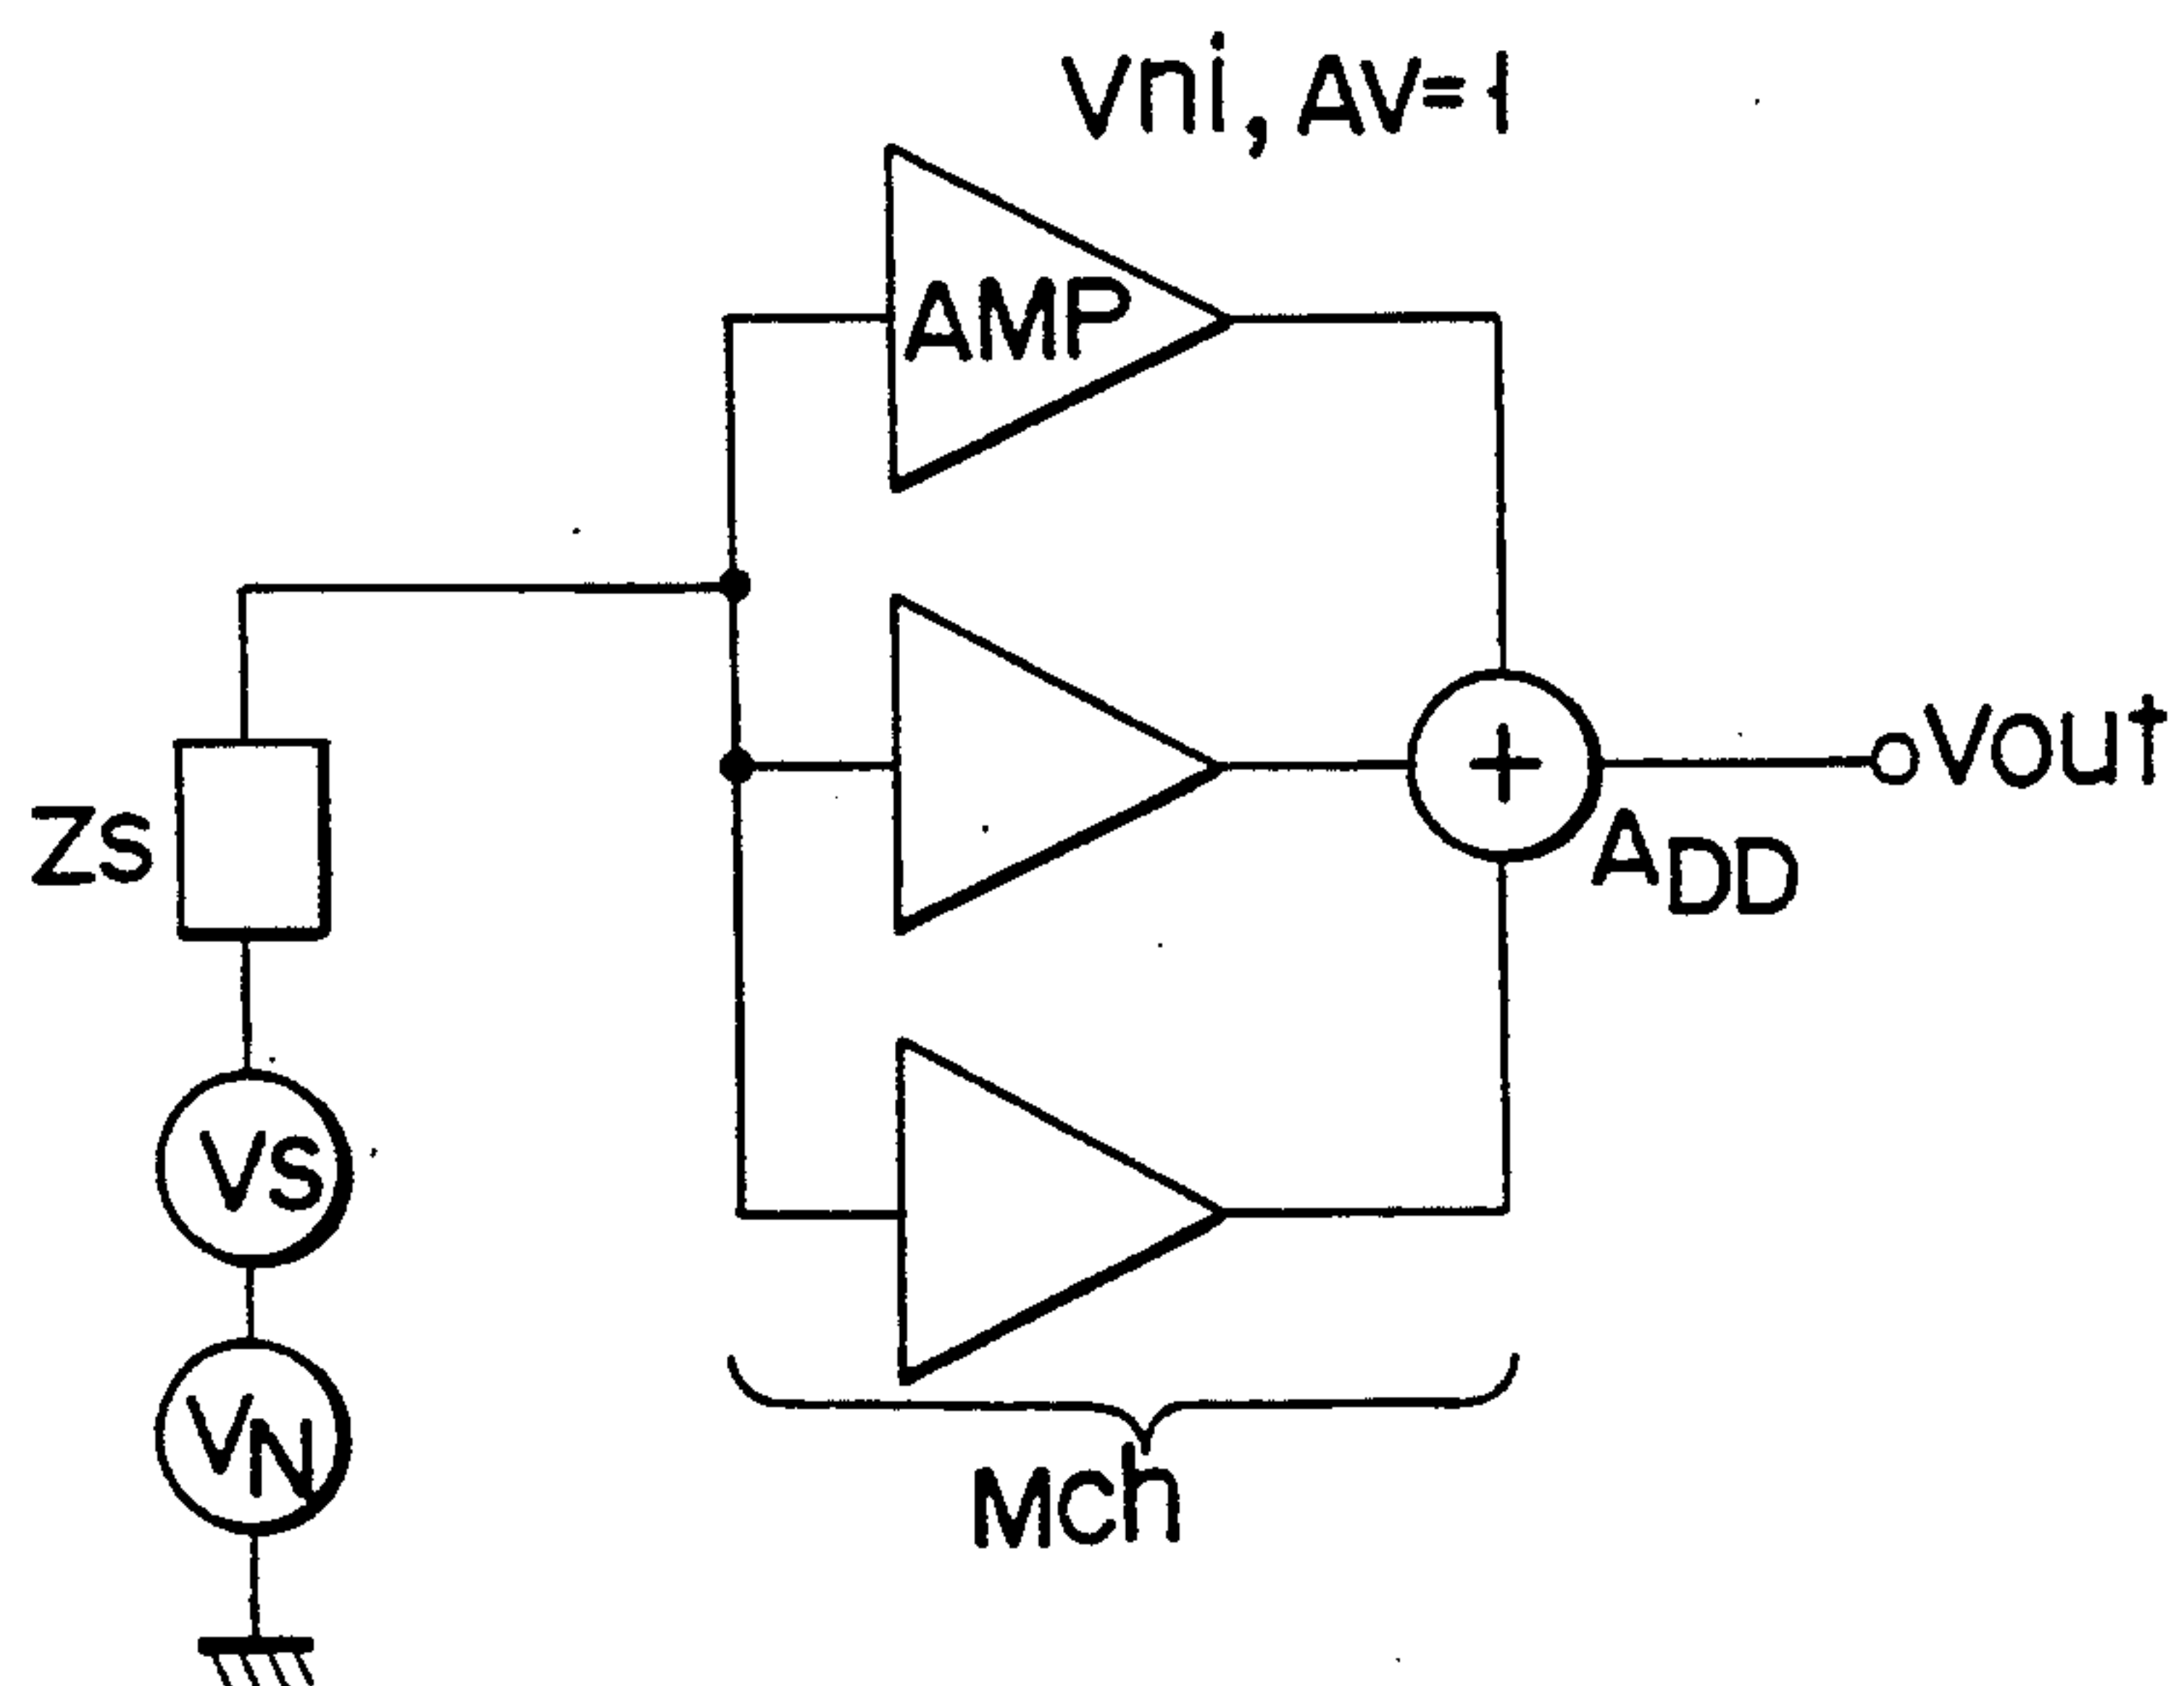 Vni, AV=1
AMP
Zs
+
Vout
ADD
Vs
VN
Mch